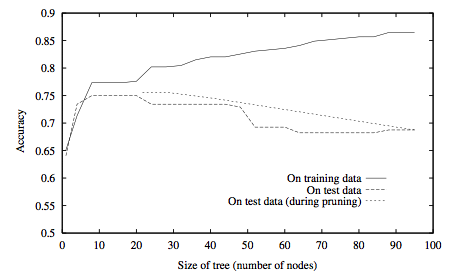 0.9
0.85
0.8
0.75
0.7
0.65
0.6
0.55
0.5
Accuracy
On training data
On test data
On test data (during pruning)
0 10 20 30 40 50 60 70 80 90 100
Size of tree (number of nodes)